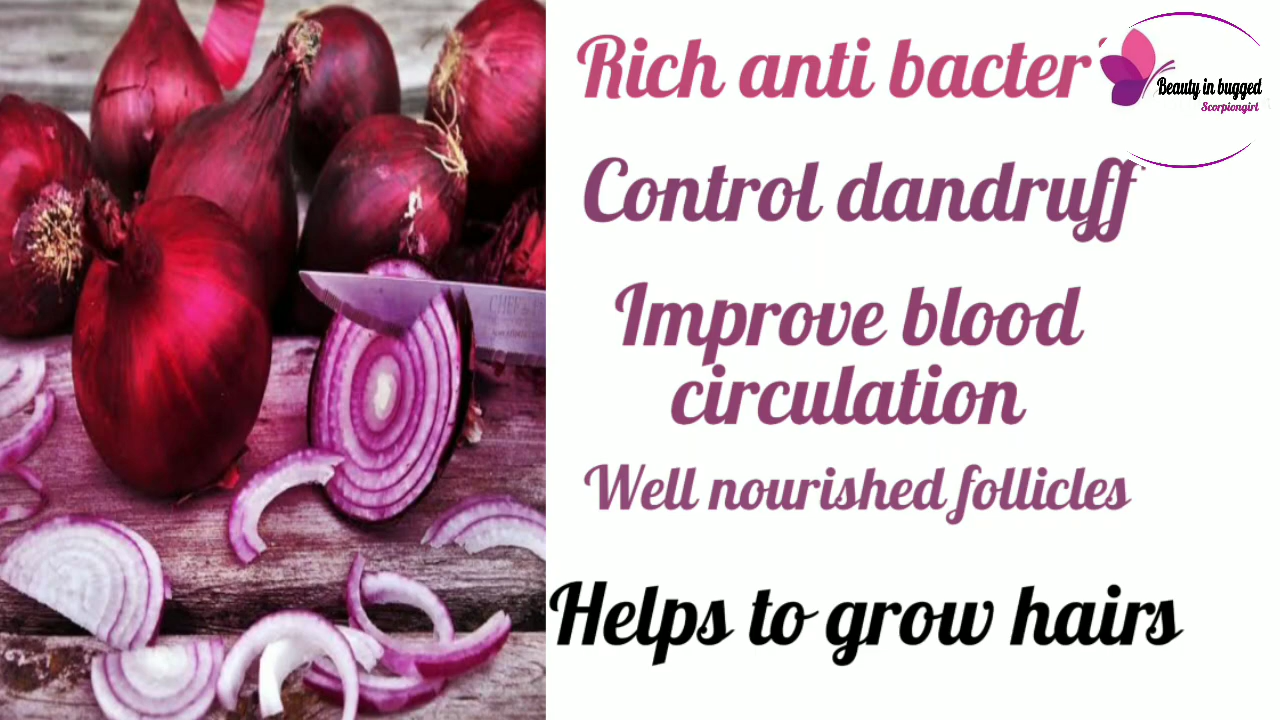 Rich anti bacter
Beauty in bugged
Scorpiongirl
Control dandruff
Improve blood
circulation
Well nourished follicles
Helps to grow hairs